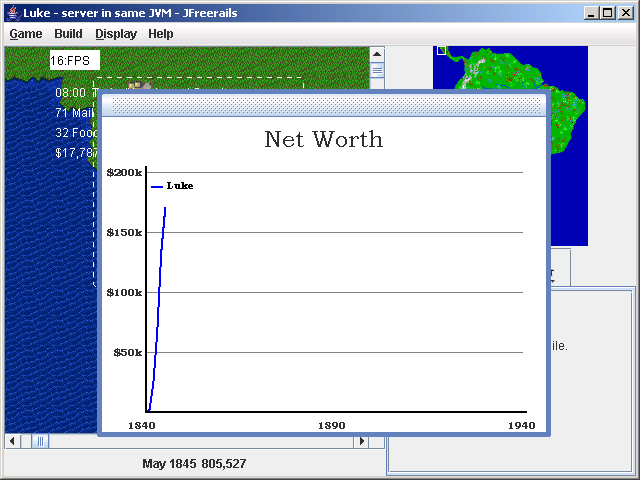 Luke - server in same JVM - JFreerails
Game Build Display Help
16:FPS
08:00
71 Mail
32 Food
$17,787
Net Worth
$200k
Luke
$150k
$100k
$50k
1840 1890 1940
ile.
May 1845 805,527